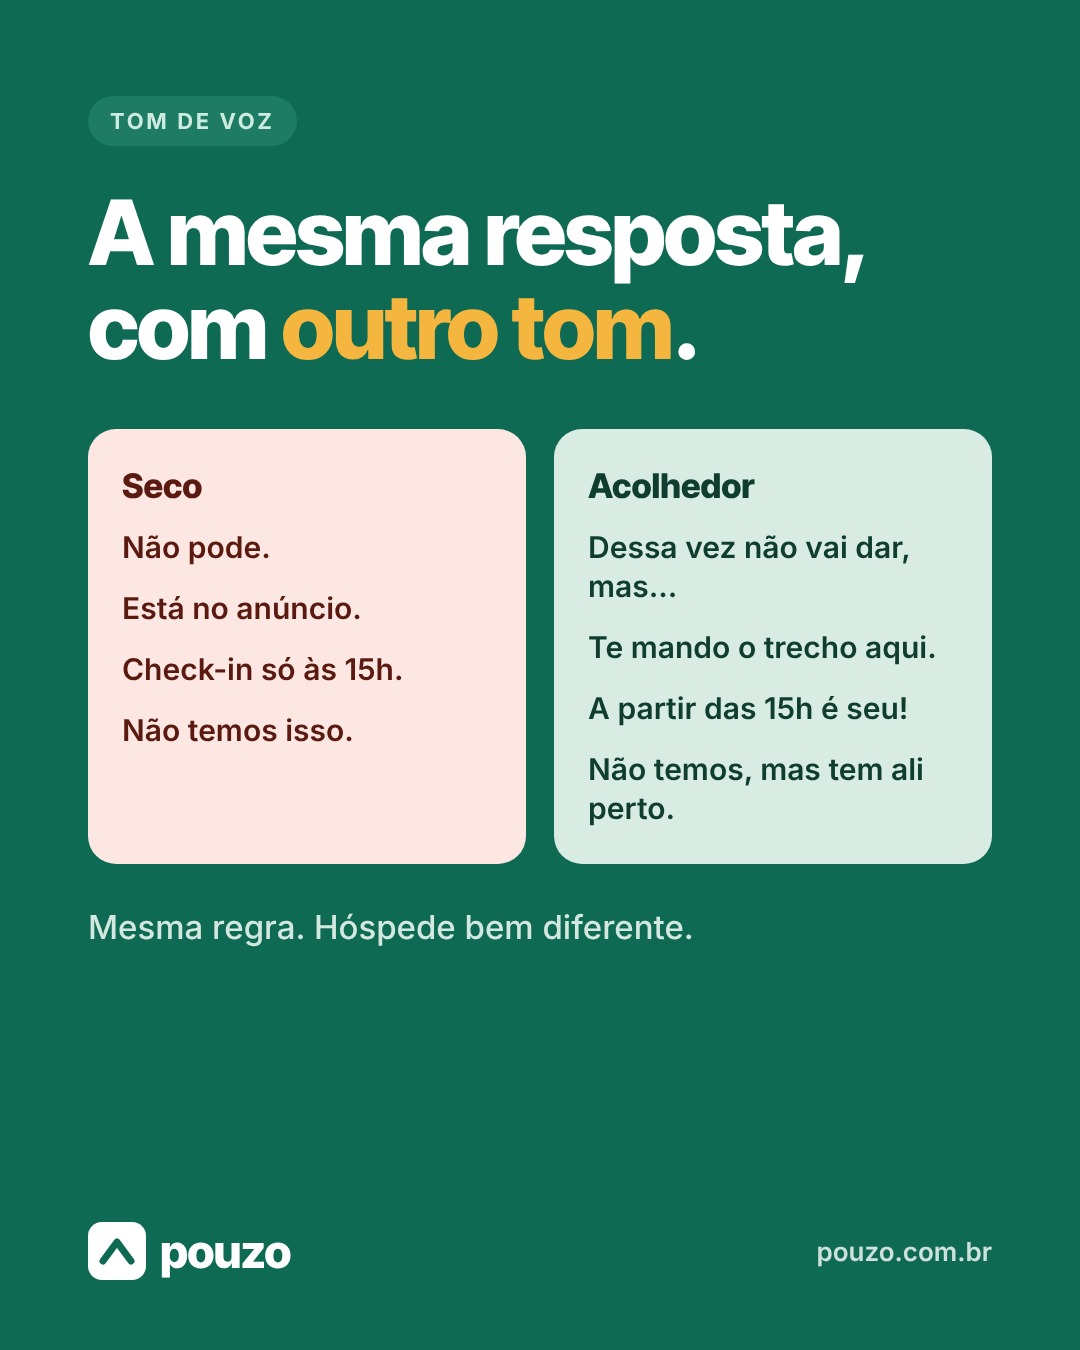 TOM DE VOZ
A mesma resposta,
com outro tom.
Seco
Não pode.
Está no anúncio.
Check-in só às 15h.
Não temos isso.
Acolhedor
Dessa vez não vai dar,
mas...
Te mando o trecho aqui.
A partir das 15h é seu!
Não temos, mas tem ali
perto.
Mesma regra. Hóspede bem diferente.
pouzo
pouzo.com.br